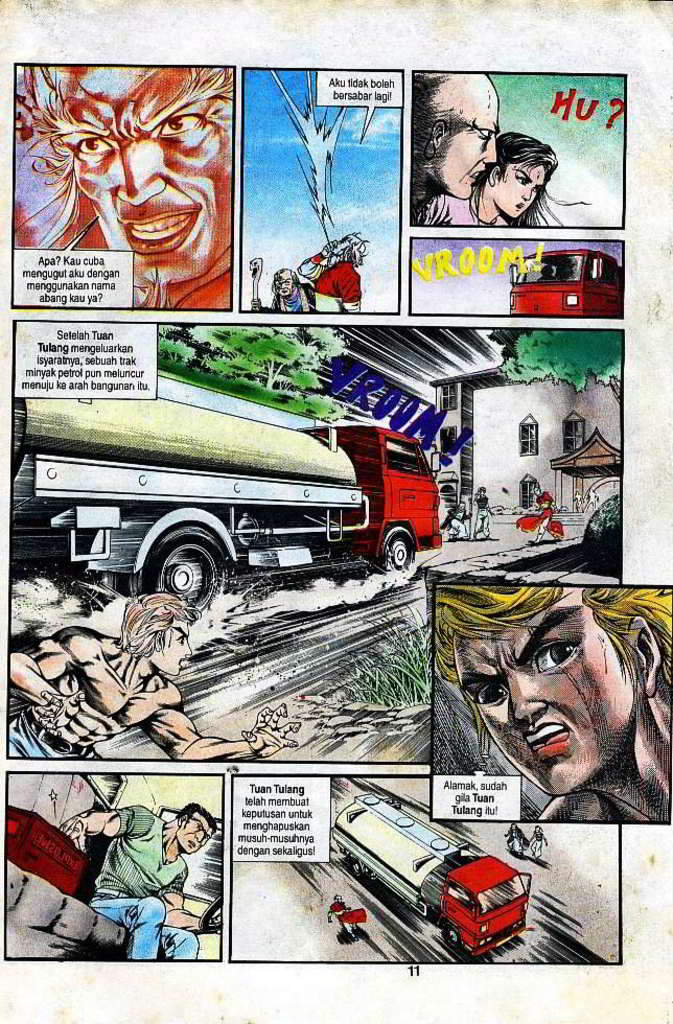 Apa? Kau cuba
mengugut aku dengan
menggunakan nama
abang kau ya?
Aku tidak boleh
bersabar lagi!
HU?
VROOM!
Setelah Tuan
Tulang mengeluarkan
isyaratnya, sebuah trak
minyak petrol pun meluncur
menuju ke arah bangunan itu.
VROOM!
Alamak, sudah
gila Tuan
Tulang itu!
Tuan Tulang
telah membuat
keputusan untuk
menghapuskan
musuh-musuhnya
dengan sekaligus!
11